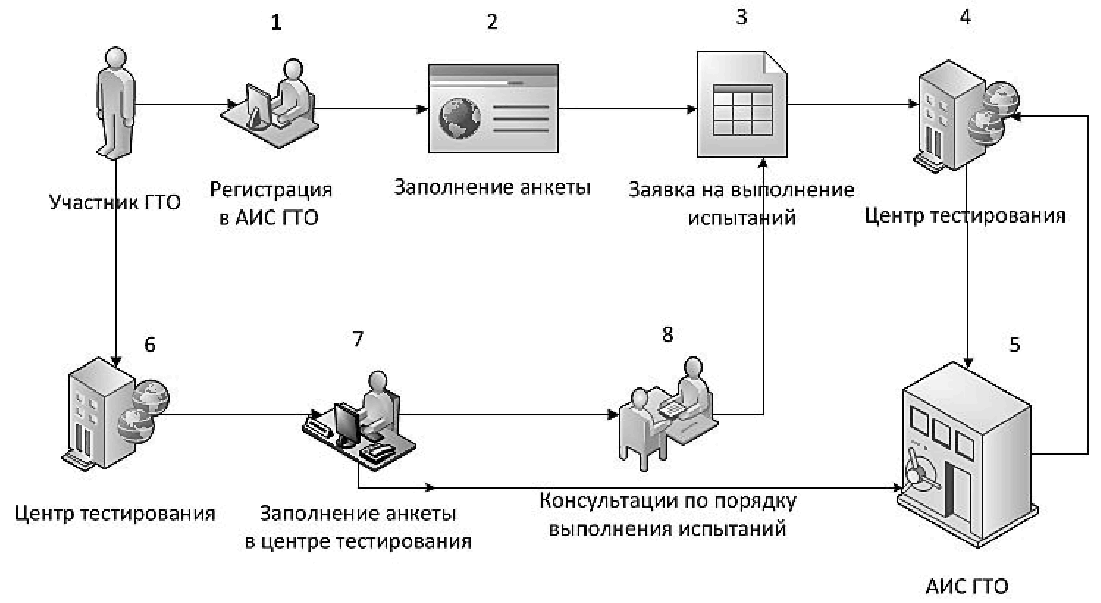 1
2
3
4
Участник ГТО
Регистрация
в АИС ГТО
Заполнение анкеты
Заявка на выполнение
испытаний
Центр тестирования
6
7
8
5
Центр тестирования
Заполнение анкеты
в центре тестирования
Консультации по порядку
выполнения испытаний
АИС ГТО